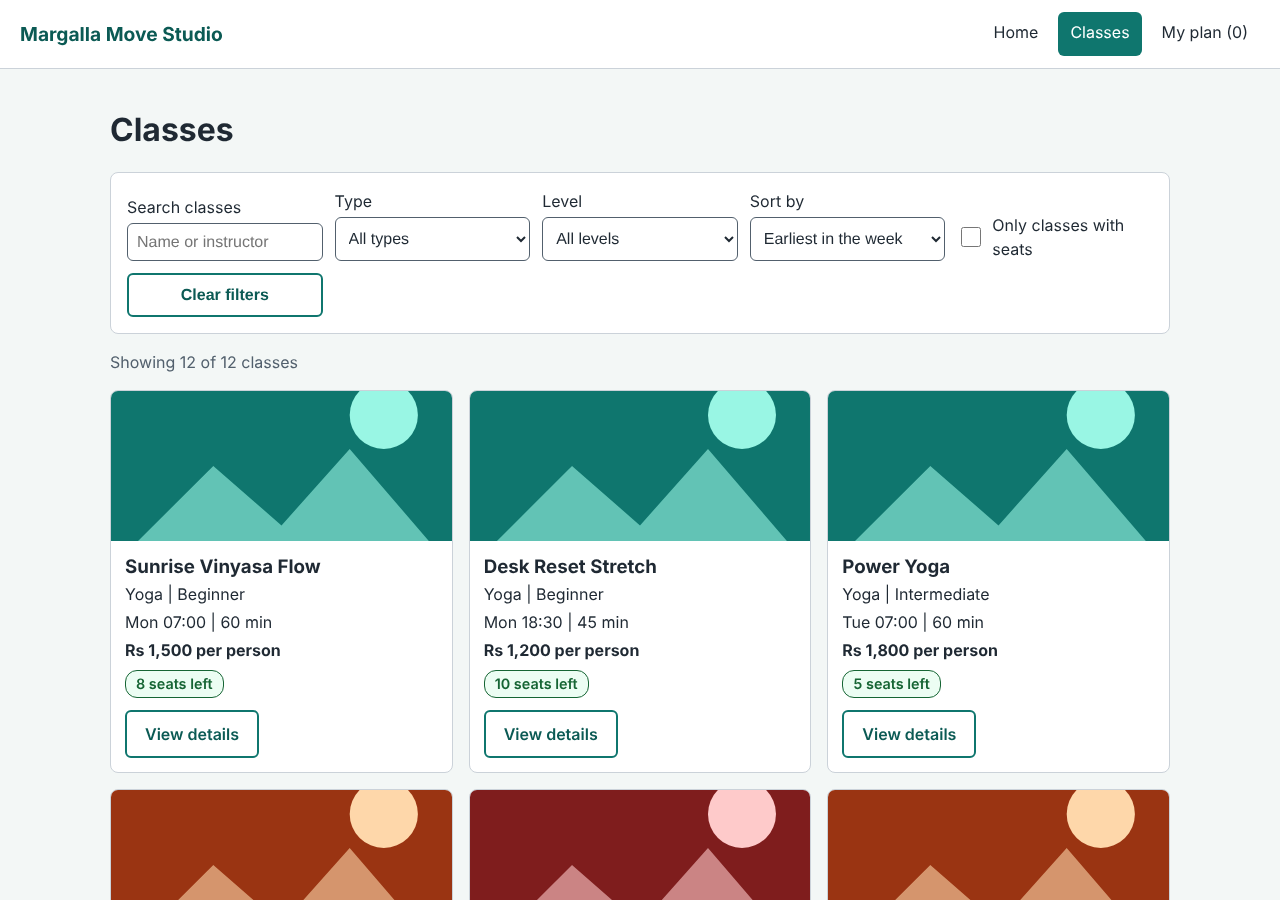 Margalla Move Studio
Home
Classes
My plan (0)
Classes
Search classes
Name or instructor
Type
All types
Level
All levels
Sort by
Earliest in the week
Only classes with
seats
Clear filters
Showing 12 of 12 classes
Sunrise Vinyasa Flow
Yoga | Beginner
Mon 07:00 | 60 min
Rs 1,500 per person
8 seats left
View details
Desk Reset Stretch
Yoga | Beginner
Mon 18:30 | 45 min
Rs 1,200 per person
10 seats left
View details
Power Yoga
Yoga | Intermediate
Tue 07:00 | 60 min
Rs 1,800 per person
5 seats left
View details